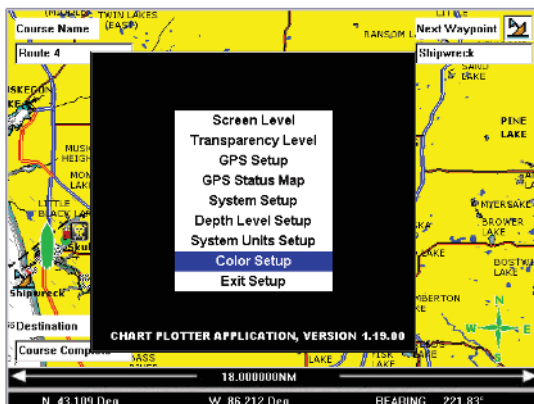 TWIN LAKES
(EAST)
Course Name
Route 4
RANSOM
Next Waypoint
Shipwreck
SAND
LAKE
PINE
LAKE
LITTLE
BLACK
Screen Level
Transparency Level
GPS Setup
GPS Status Map
System Setup
Depth Level Setup
System Units Setup
Color Setup
Exit Setup
MYERS
BROWER
LAKE
LAKE
Shipwreck
N
W E
S
Destination
Course
CHART PLOTTER APPLICATION, VERSION 1.19.00
LAKE
LAKE
LAKE
18.000000NM
N 43.109 Deg W 86.212 Deg BEARING 221.83°